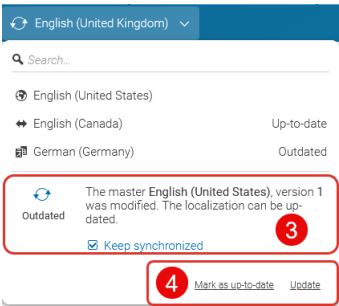 English (United Kingdom)
Search...
English (United States)
English (Canada) Up-to-date
German (Germany) Outdated
The master English (United States), version 1
was modified. The localization can be up-
dated.
Outdated
Keep synchronized
3
4 Mark as up-to-date Update